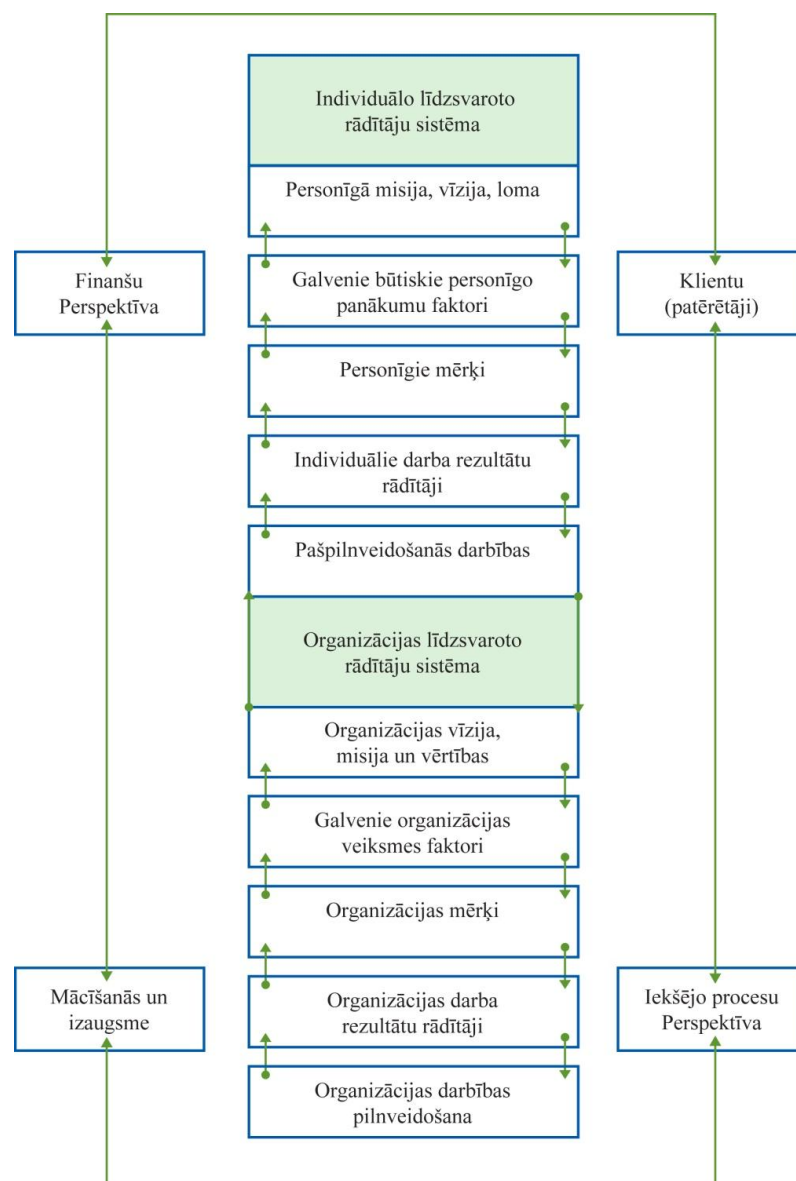 Individuālo līdzsvaroto
rādītāju sistēma
Personīgā misija, vīzija, loma
Finanšu
Perspektīva
Galvenie būtiskie personīgo
panākumu faktori
Klientu
(patērētāji)
Personīgie mērķi
Individuālie darba rezultātu
rādītāji
Pašpilnveidošanās darbības
Organizācijas līdzsvaroto
rādītāju sistēma
Organizācijas vīzija,
misija un vērtības
Galvenie organizācijas
veiksmes faktori
Organizācijas mērķi
Mācīšanās un
izaugsme
Organizācijas darba
rezultātu rādītāji
Iekšējo procesu
Perspektīva
Organizācijas darbības
pilnveidošana